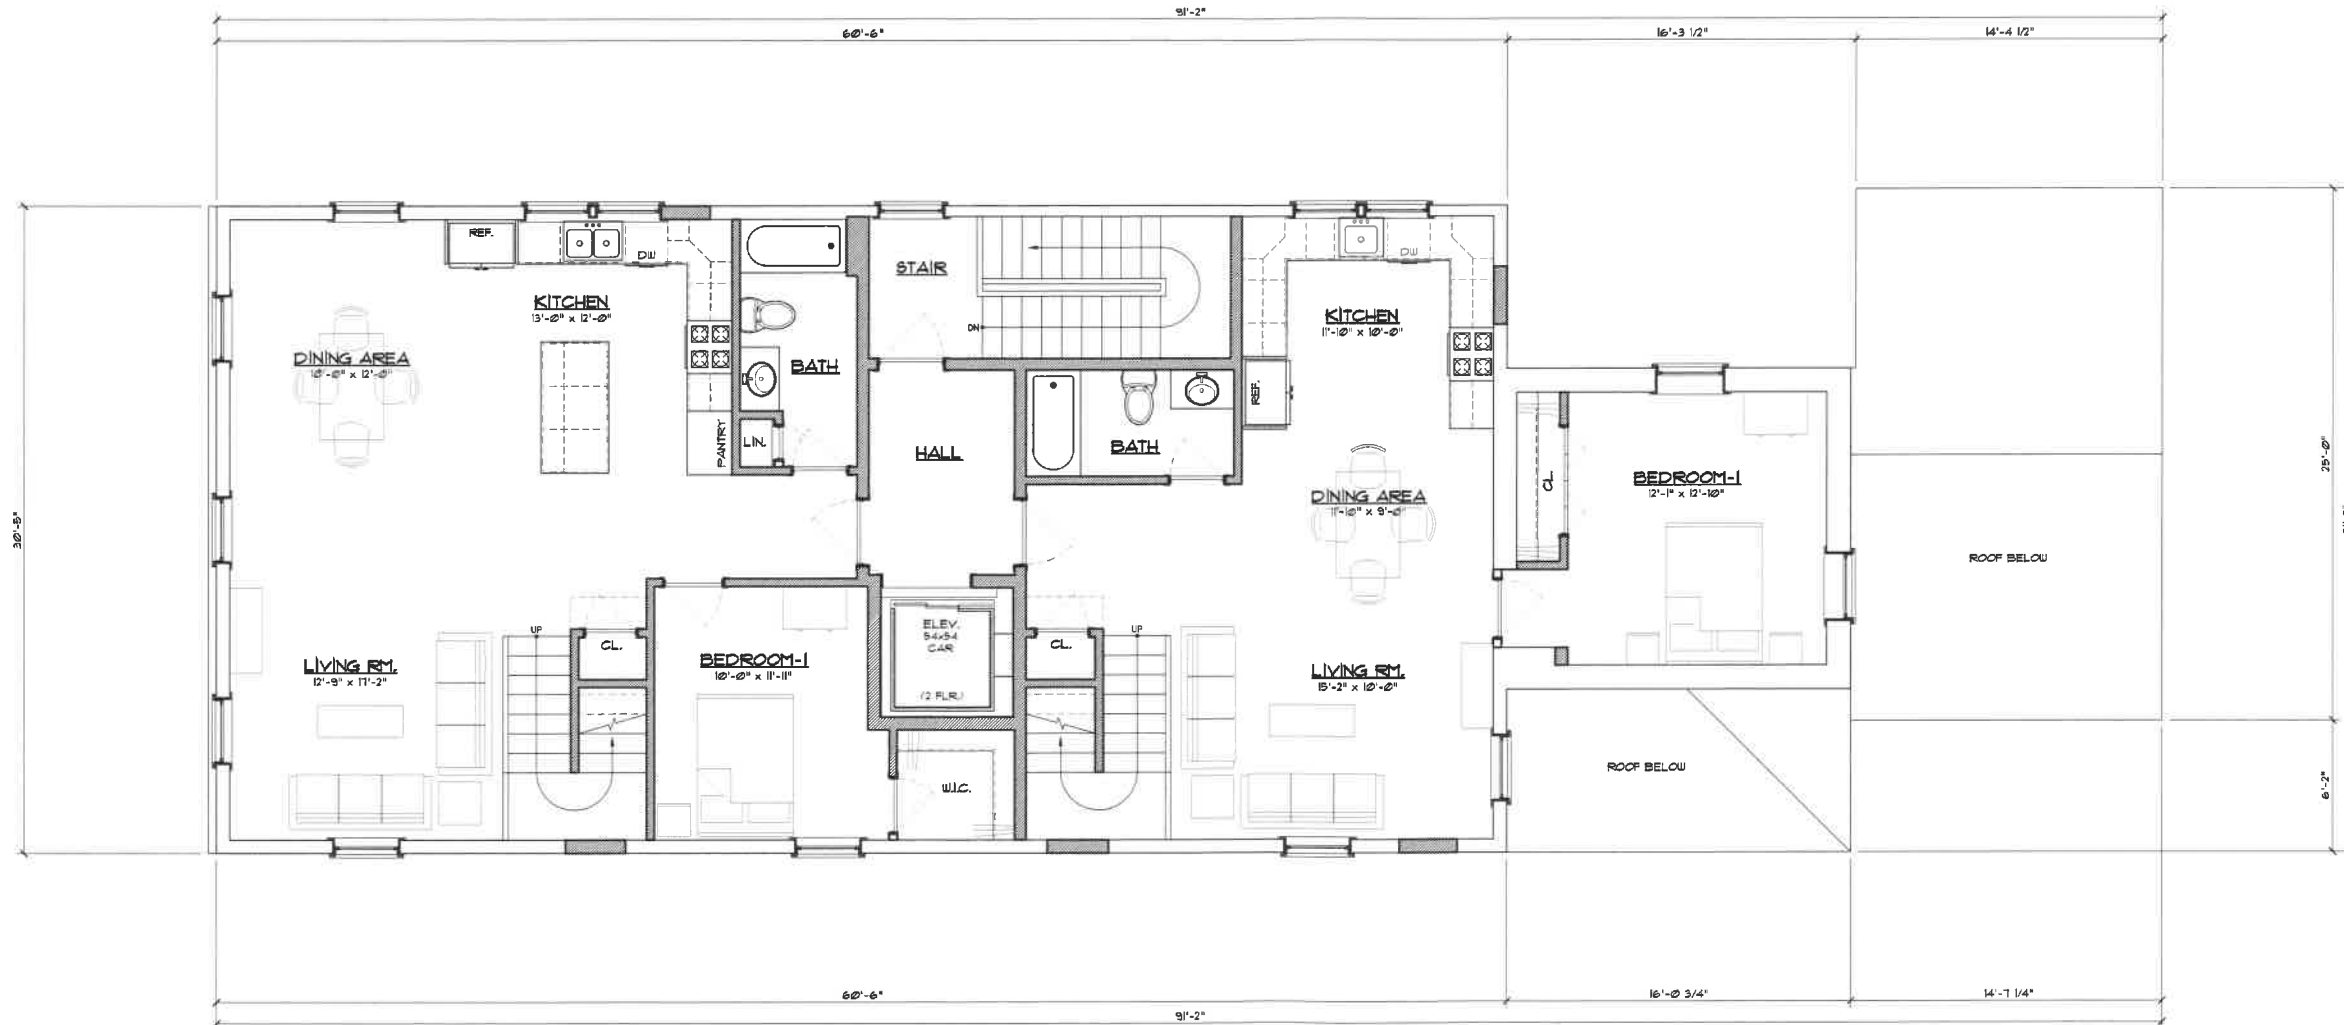 91'-2"
60'-6"
16'-3 1/2"
14'-4 1/2"
REF.
DW
KITCHEN
13'-0" x 12'-0"
DINING AREA
10'-0" x 12'-0"
PANTRY
LIN.
BATH
STAIR
DN
HALL
BATH
REF.
DW
KITCHEN
11'-10" x 10'-0"
DINING AREA
11'-10" x 9'-0"
CL.
BEDROOM-1
12'-1" x 12'-10"
ROOF BELOW
30'-5"
25'-0"
UP
CL.
LIVING RM.
12'-9" x 17'-2"
BEDROOM-1
10'-0" x 11'-11"
ELEV.
54x54
CAR
(2 FLR.)
W.I.C.
CL.
UP
LIVING RM.
15'-2" x 10'-0"
ROOF BELOW
6'-2"
60'-6"
16'-0 3/4"
14'-7 1/4"
91'-2"